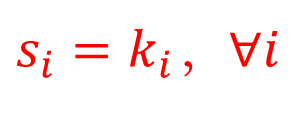 sᵢ = kᵢ , ∀i